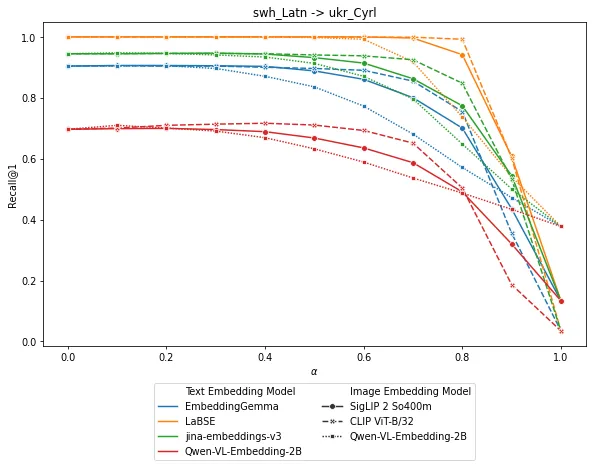 swh_Latn -> ukr_Cyrl
Recall@1
1.0
0.8
0.6
0.4
0.2
0.0
0.0 0.2 0.4 0.6 0.8 1.0
α
Text Embedding Model
EmbeddingGemma
LaBSE
jina-embeddings-v3
Qwen-VL-Embedding-2B
Image Embedding Model
SigLIP 2 So400m
CLIP ViT-B/32
Qwen-VL-Embedding-2B